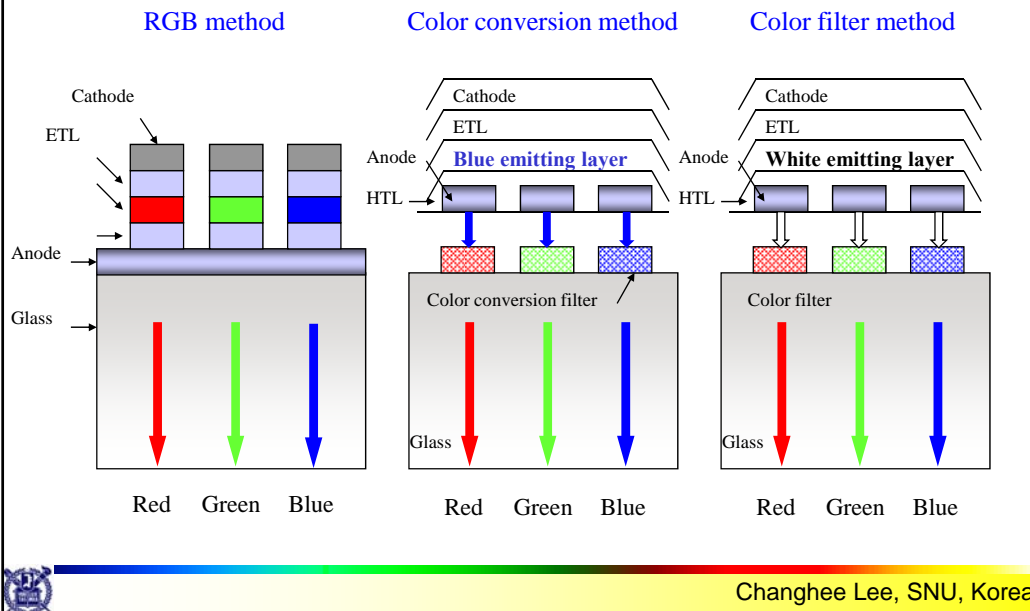 RGB method
Color conversion method
Color filter method
Cathode
ETL
Anode
Glass
Red Green Blue
Cathode
ETL
Anode
Blue emitting layer
HTL
Color conversion filter
Glass
Red Green Blue
Cathode
ETL
Anode
White emitting layer
HTL
Color filter
Glass
Red Green Blue
Changhee Lee, SNU, Korea